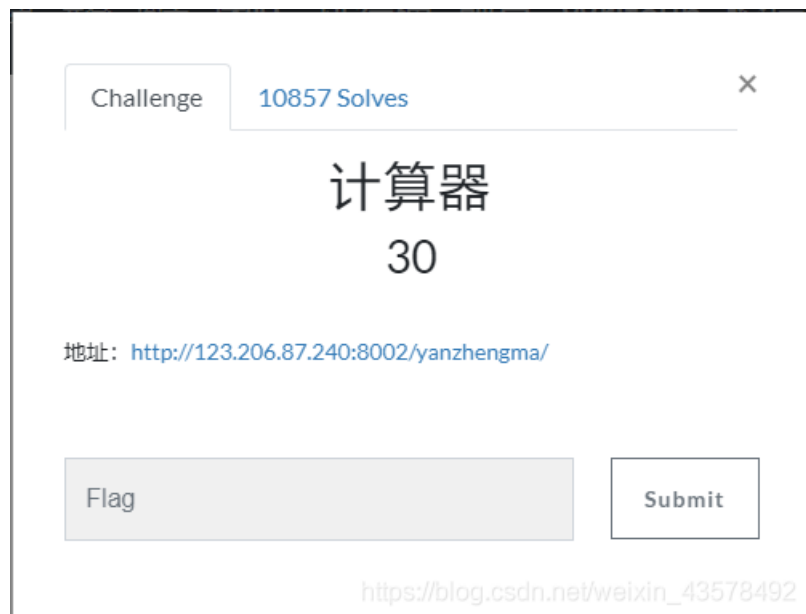 Challenge 10857 Solves ×
计算器
30
地址：http://123.206.87.240:8002/yanzhengma/
Flag Submit
https://blog.csdn.net/weixin_43578492